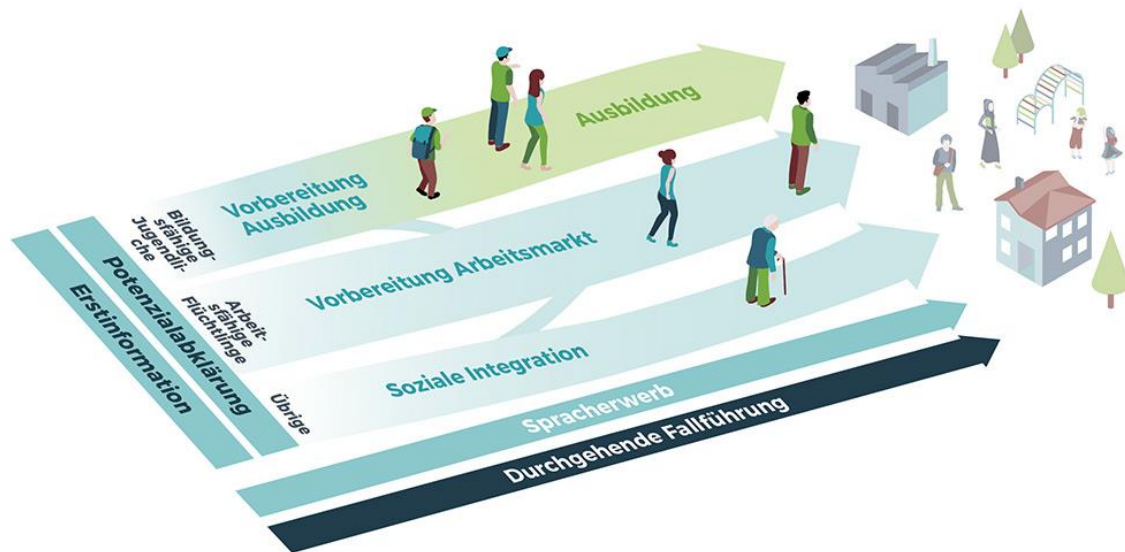 Erstinformation
Potenzialabklärung
Bildung-
sfähige
Jugendli-
che
Vorbereitung
Ausbildung
Ausbildung
Arbeit-
sfähige
Flüchtlinge
Vorbereitung Arbeitsmarkt
Übrige
Soziale Integration
Spracherwerb
Durchgehende Fallführung